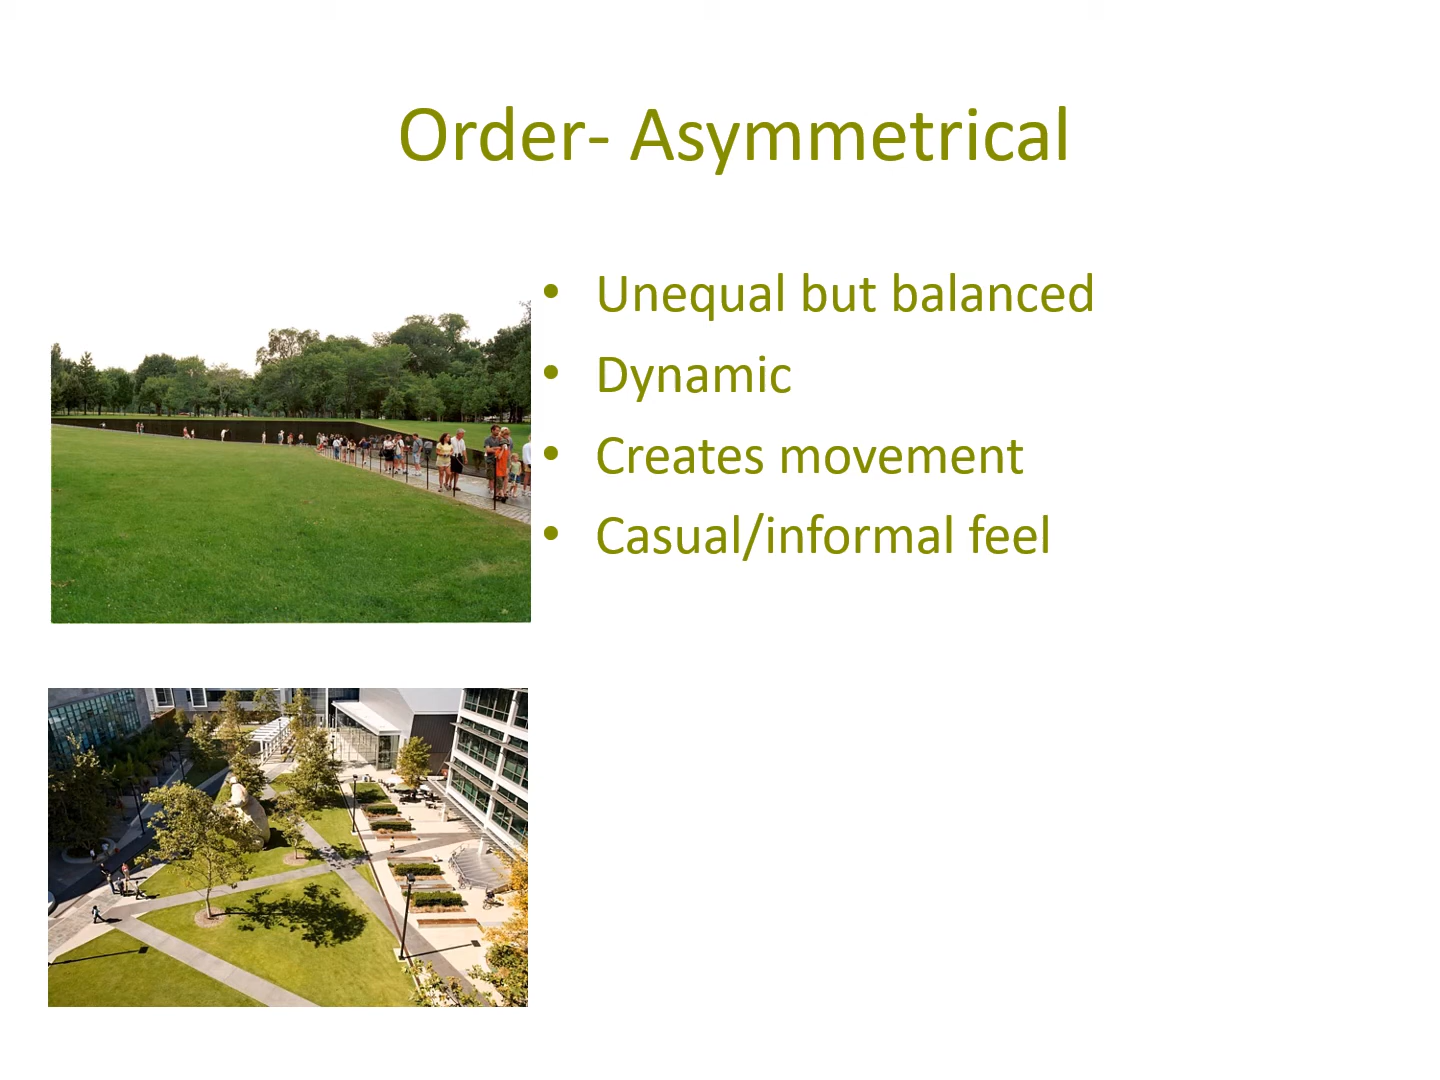 Order- Asymmetrical
• Unequal but balanced
• Dynamic
• Creates movement
• Casual/informal feel